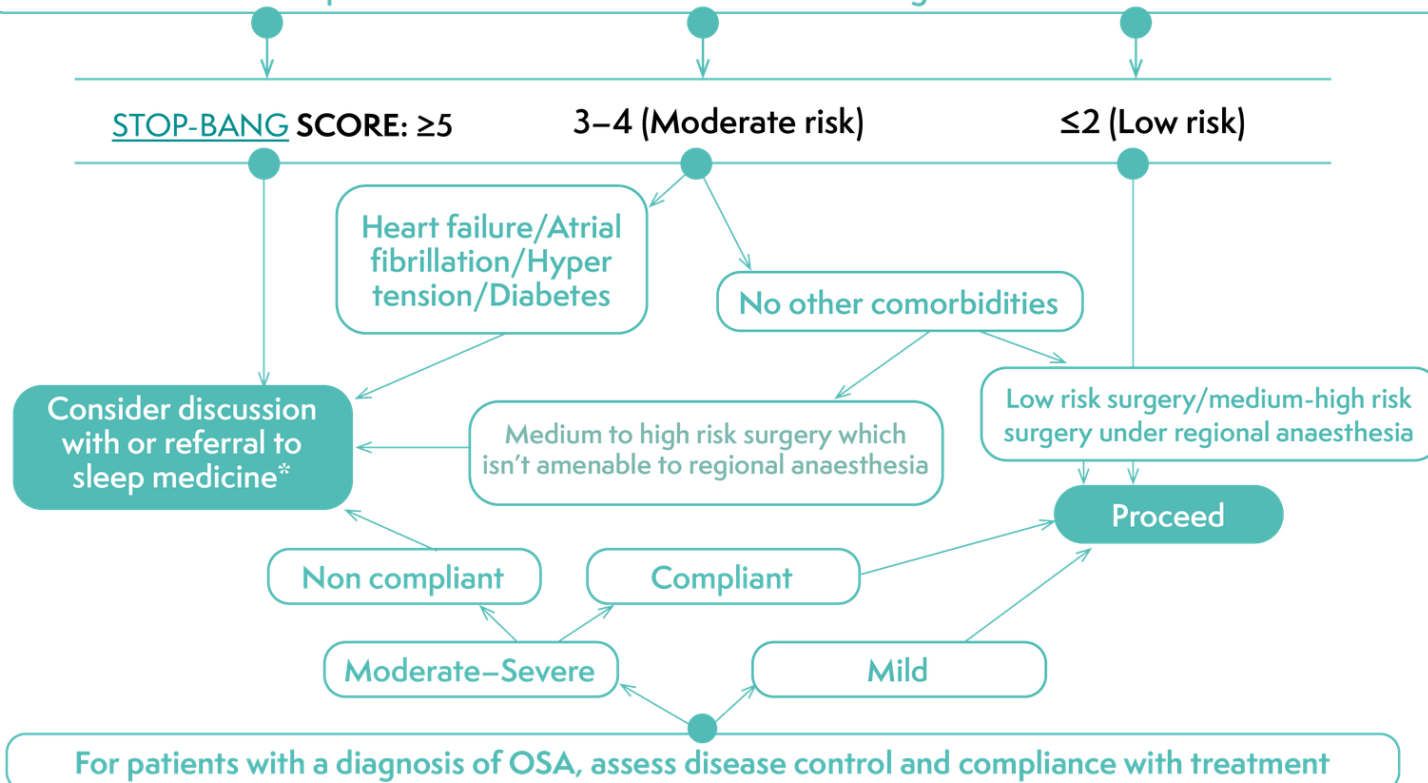 STOP-BANG SCORE: ≥5
3–4 (Moderate risk)
≤2 (Low risk)
Heart failure/Atrial
fibrillation/Hyper
tension/Diabetes
No other comorbidities
Consider discussion
with or referral to
sleep medicine*
Medium to high risk surgery which
isn't amenable to regional anaesthesia
Low risk surgery/medium-high risk
surgery under regional anaesthesia
Proceed
Non compliant
Compliant
Moderate–Severe
Mild
For patients with a diagnosis of OSA, assess disease control and compliance with treatment